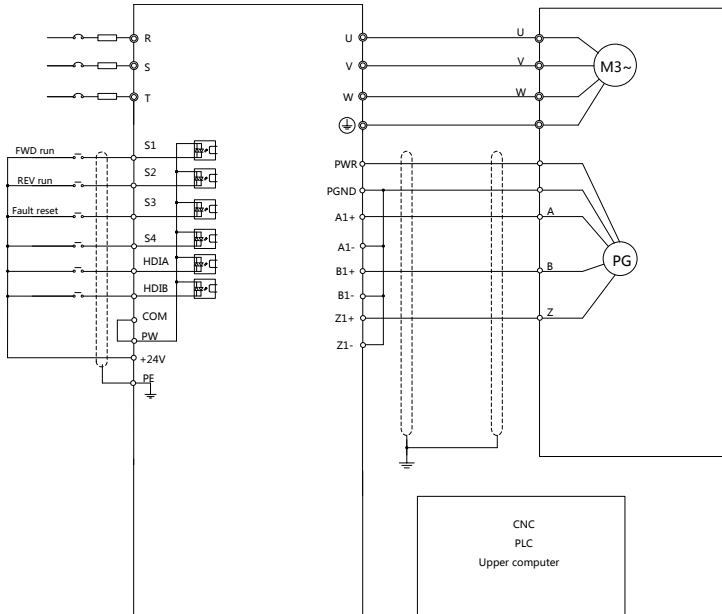 R
S
T
FWD run
REV run
Fault reset
S1
S2
S3
S4
HDIA
HDIB
COM
PW
+24V
PE
U
V
W
PWR
PGND
A1+
A1-
B1+
B1-
Z1+
Z1-
U
V
W
M3~
A
B
Z
PG
CNC
PLC
Upper computer